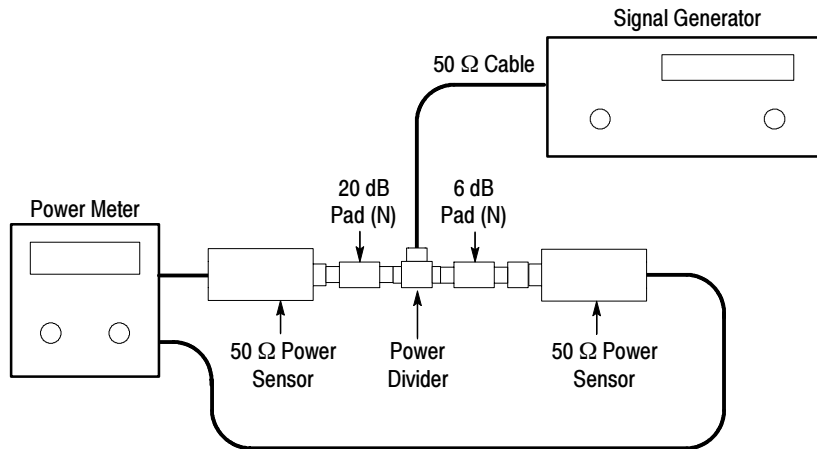 Signal Generator
50 Ω Cable
20 dB
Pad (N)
6 dB
Pad (N)
Power Meter
50 Ω Power
Sensor
Power
Divider
50 Ω Power
Sensor